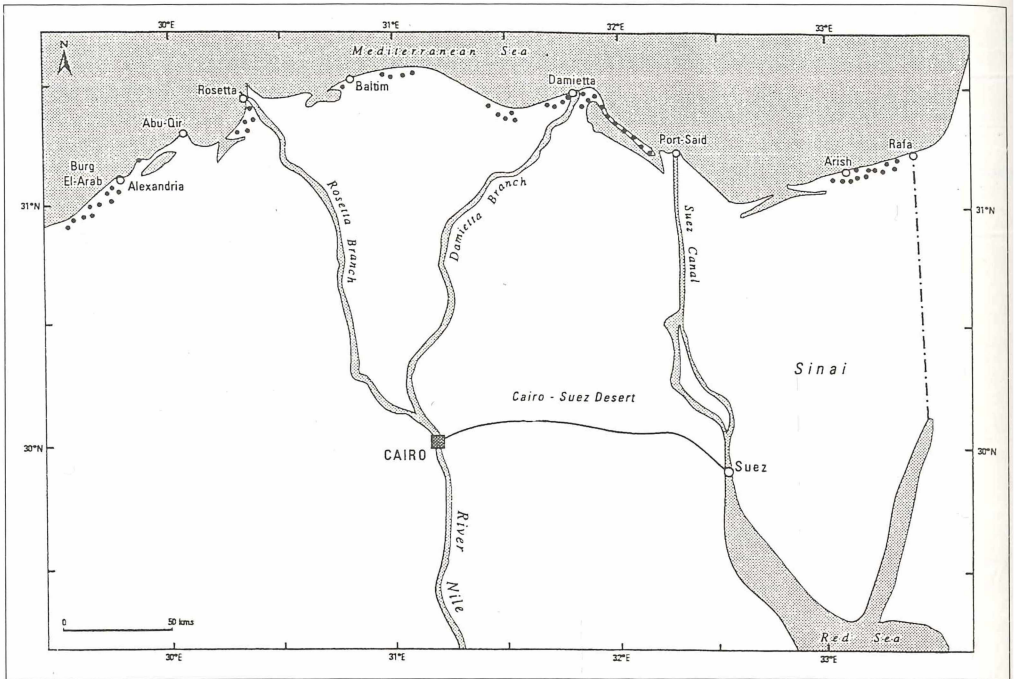 30°E
31°E
32°E
33°E
N
Mediterranean Sea
Baltim
Damietta
Rosetta
Abu-Qir
Port-Said
Rafa
Arish
Burg
El-Arab
Alexandria
31°N
31°N
Rosetta Branch
Damietta Branch
Suez Canal
Sinai
Cairo - Suez Desert
30°N
CAIRO
30°N
Suez
River Nile
0
50 kms
Red Sea
30°E
31°E
32°E
33°E